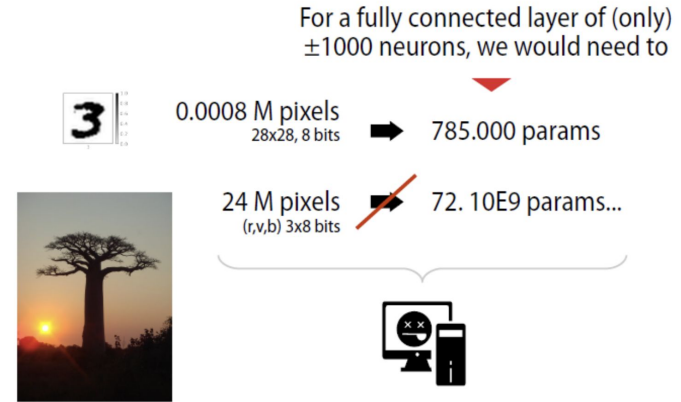 For a fully connected layer of (only)
±1000 neurons, we would need to
0.0008 M pixels
28x28, 8 bits
785.000 params
24 M pixels
(r,v,b) 3x8 bits
72. 10E9 params...